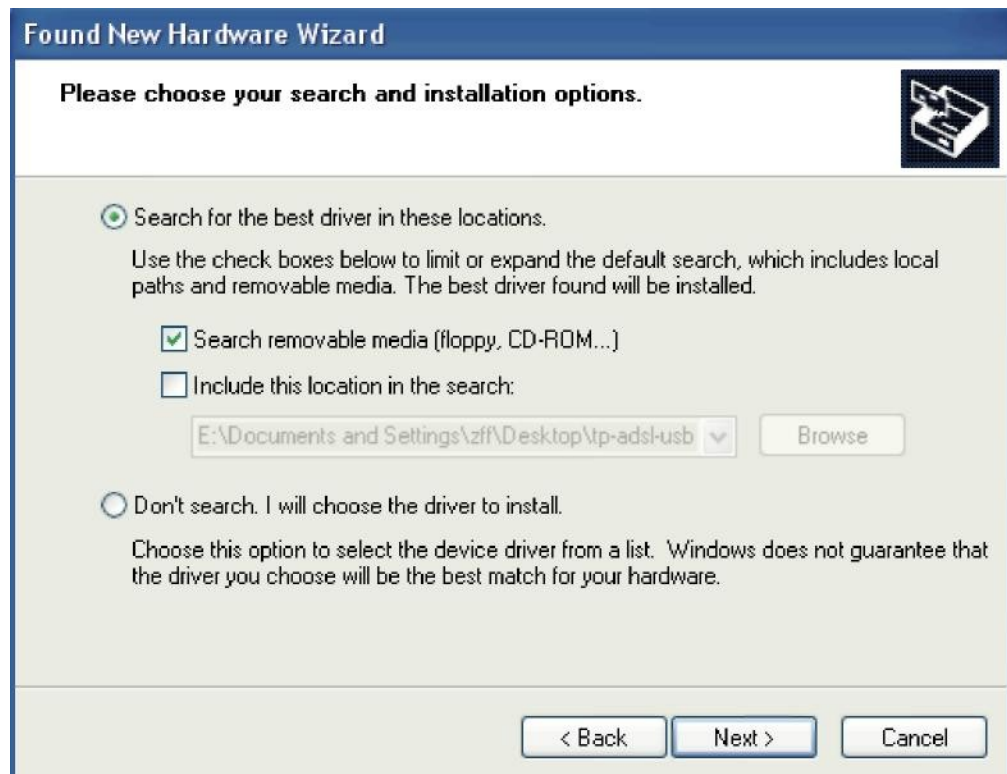 Found New Hardware Wizard
Please choose your search and installation options.
Search for the best driver in these locations.
Use the check boxes below to limit or expand the default search, which includes local
paths and removable media. The best driver found will be installed.
Search removable media (floppy, CD-ROM...)
Include this location in the search:
E:\Documents and Settings\zff\Desktop\tp-adsl-usb
Browse
Don't search. I will choose the driver to install.
Choose this option to select the device driver from a list. Windows does not guarantee that
the driver you choose will be the best match for your hardware.
< Back Next > Cancel